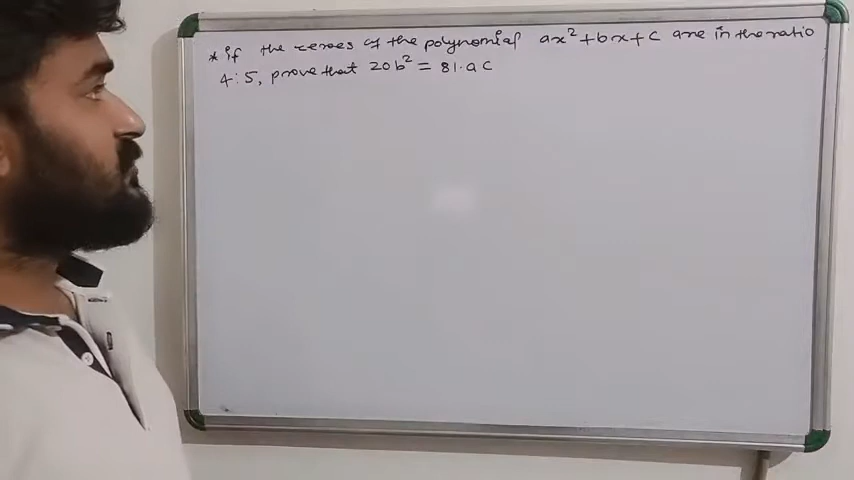 * if the zeroes of the polynomial ax²+bx+c are in the ratio
4:5, prove that 20b² = 81·ac